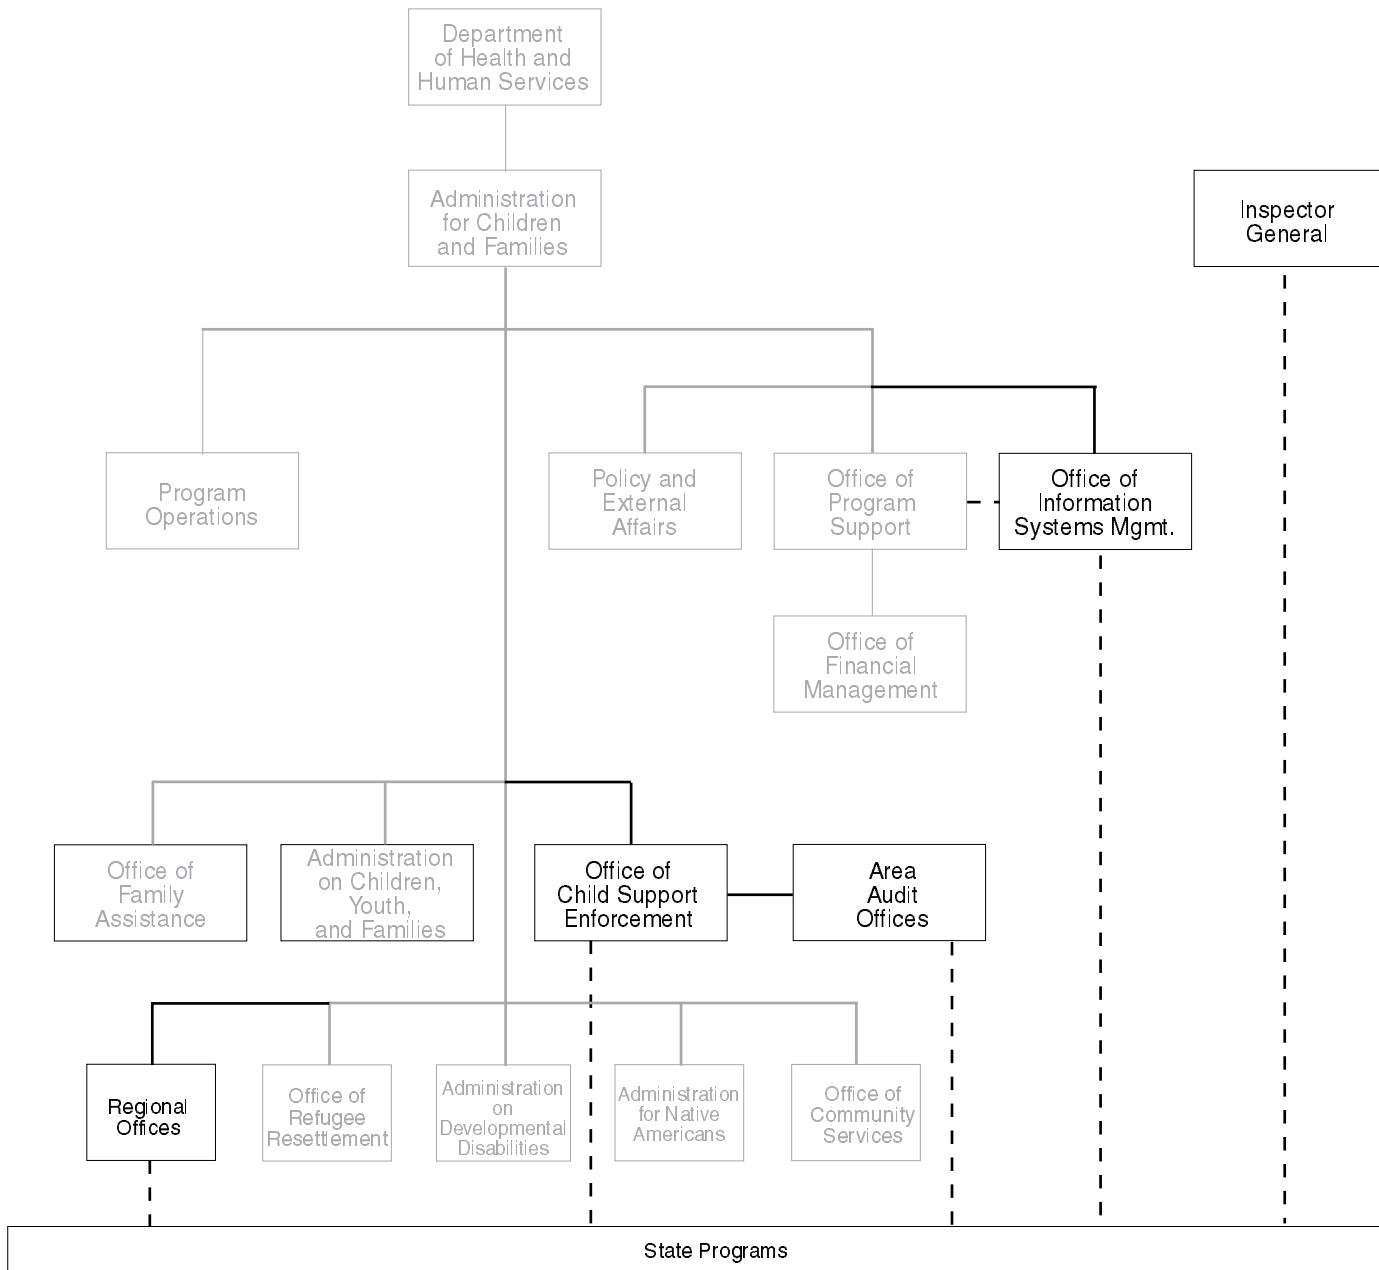 Department
of Health and
Human Services
Administration
for Children
and Families
Inspector
General
Program
Operations
Policy and
External
Affairs
Office of
Program
Support
Office of
Information
Systems Mgmt.
Office of
Financial
Management
Office of
Family
Assistance
Administration
on Children,
Youth,
and Families
Office of
Child Support
Enforcement
Area
Audit
Offices
Regional
Offices
Office of
Refugee
Resettlement
Administration
on
Developmental
Disabilities
Administration
for Native
Americans
Office of
Community
Services
State Programs